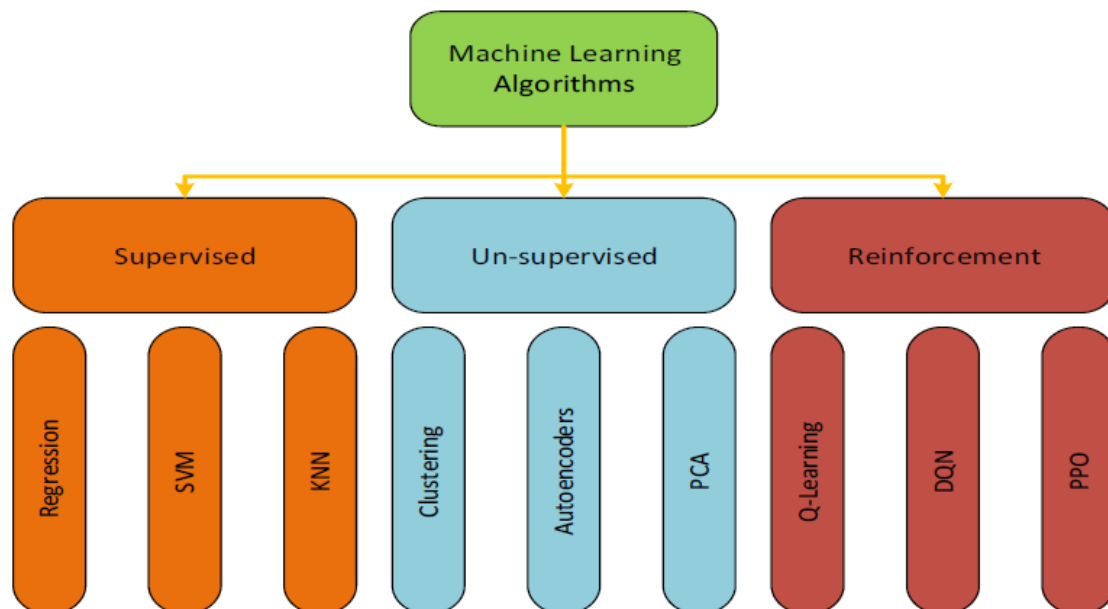 Machine Learning
Algorithms
Supervised
Un-supervised
Reinforcement
Regression
SVM
KNN
Clustering
Autoencoders
PCA
Q-Learning
DQN
PPO